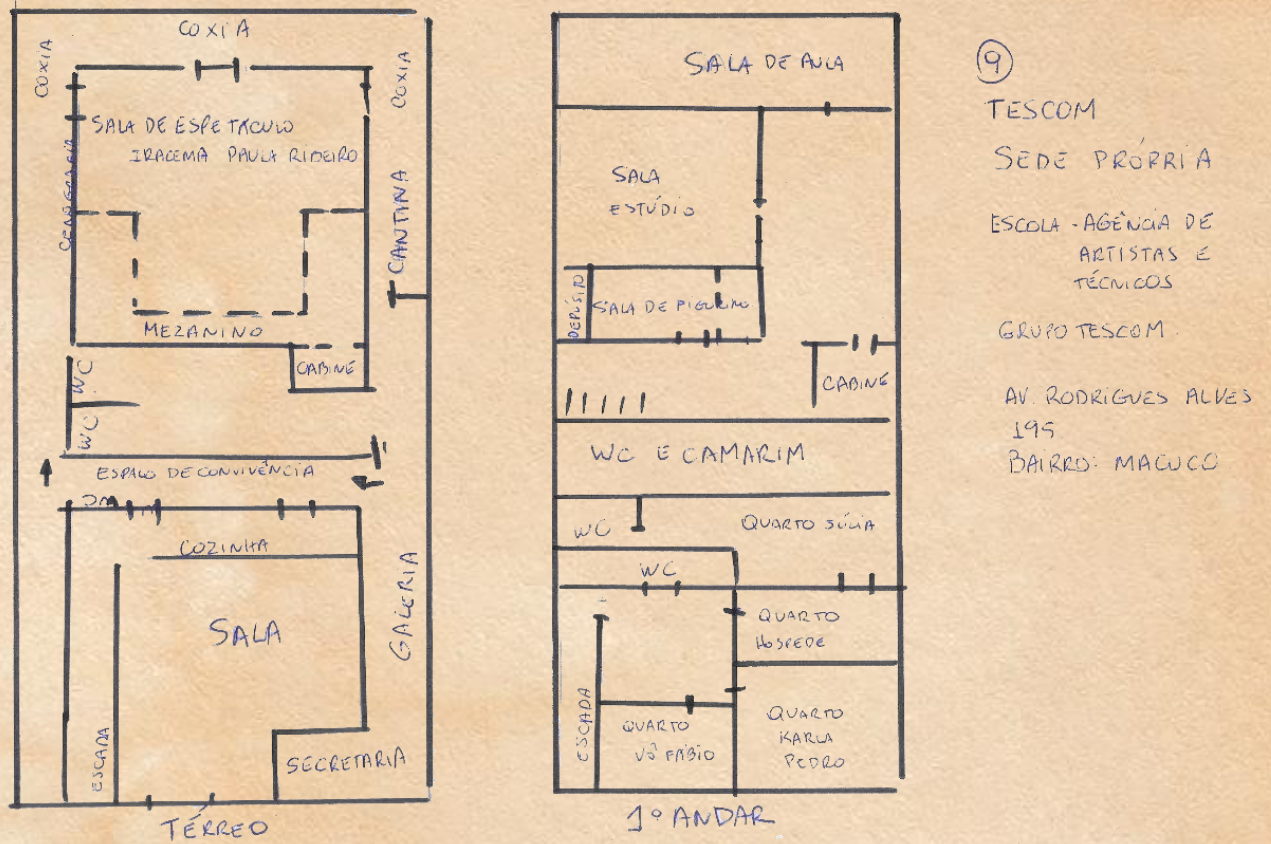 COXIA
COXIA
COXIA
SALA DE ESPETÁCULO
IRACEMA PAULA RIBEIRO
CENOGRAFIA
CANTINA
MEZANINO
CABINE
WC
WC
ESPAÇO DE CONVIVÊNCIA
COZINHA
SALA
GALERIA
ESCADA
SECRETARIA
TÉRREO
SALA DE AULA
SALA
ESTÚDIO
DEPÓSITO
SALA DE FIGURINO
CABINE
WC E CAMARIM
WC
QUARTO JÚLIA
WC
QUARTO
HOSPEDE
ESCADA
QUARTO
VÔ FÁBIO
QUARTO
KARLA
PEDRO
1º ANDAR
9
TESCOM
SEDE PRÓPRIA
ESCOLA - AGÊNCIA DE
ARTISTAS E
TÉCNICOS
GRUPO TESCOM
AV. RODRIGUES ALVES
195
BAIRRO: MACUCO